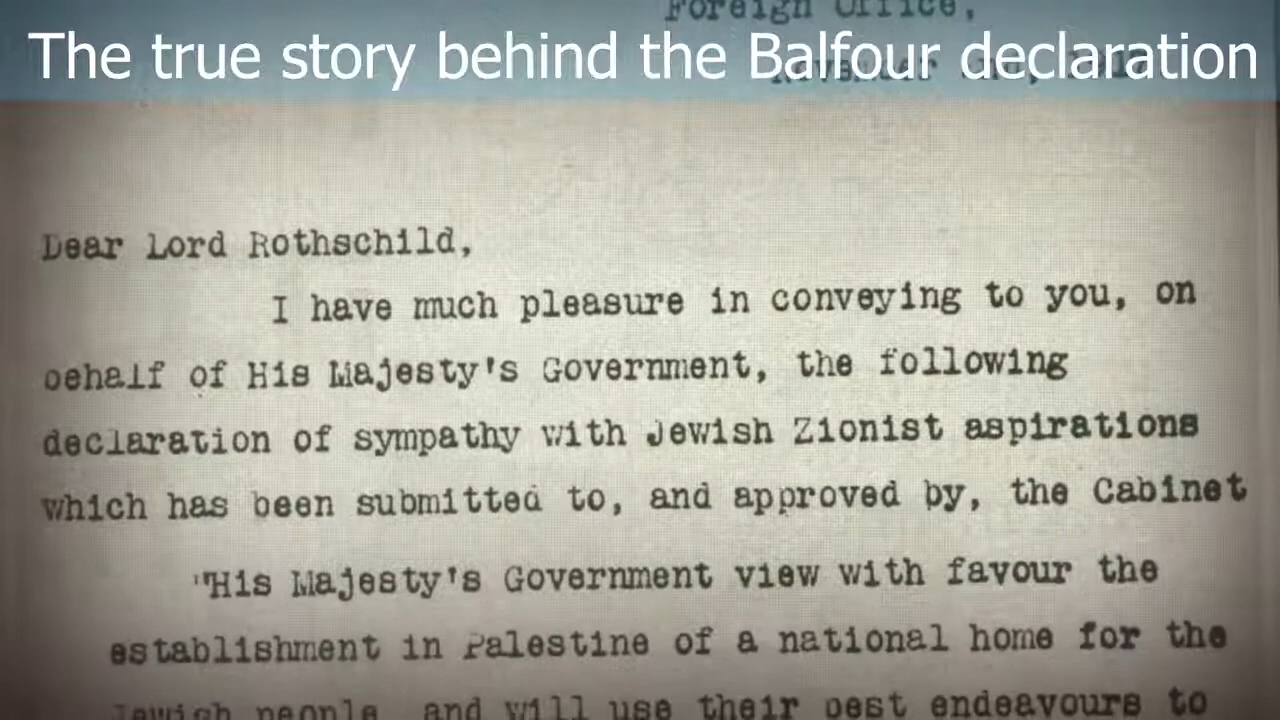 Foreign Office,
The true story behind the Balfour declaration
Dear Lord Rothschild,
I have much pleasure in conveying to you, on
behalf of His Majesty's Government, the following
declaration of sympathy with Jewish Zionist aspirations
which has been submitted to, and approved by, the Cabinet
"His Majesty's Government view with favour the
establishment in Palestine of a national home for the
Jewish people, and will use their best endeavours to